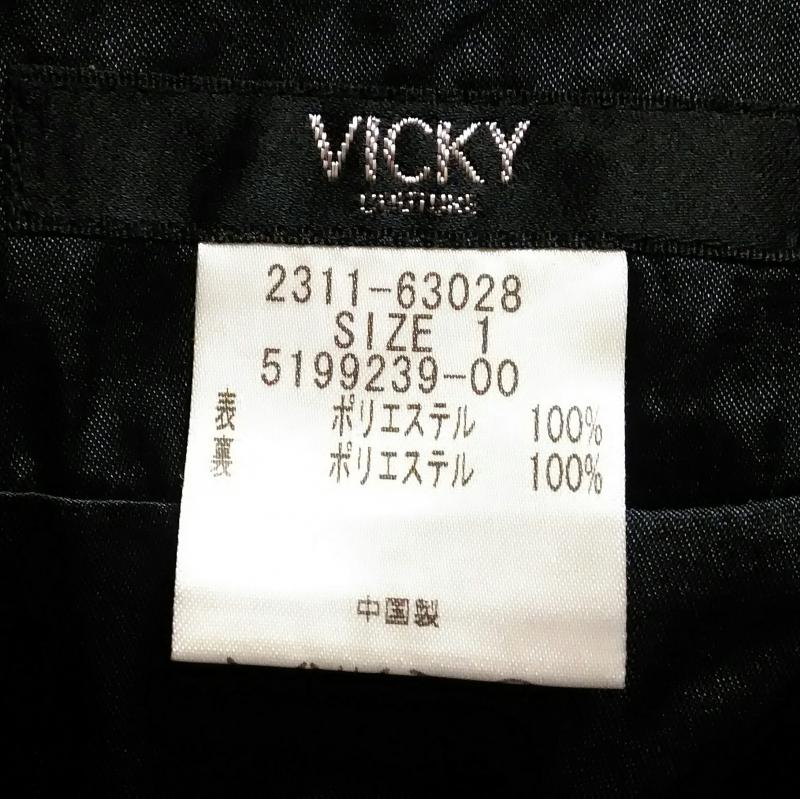 VICKY
2311-63028
SIZE 1
5199239-00
表 ポリエステル 100%
裏 ポリエステル 100%
中国製